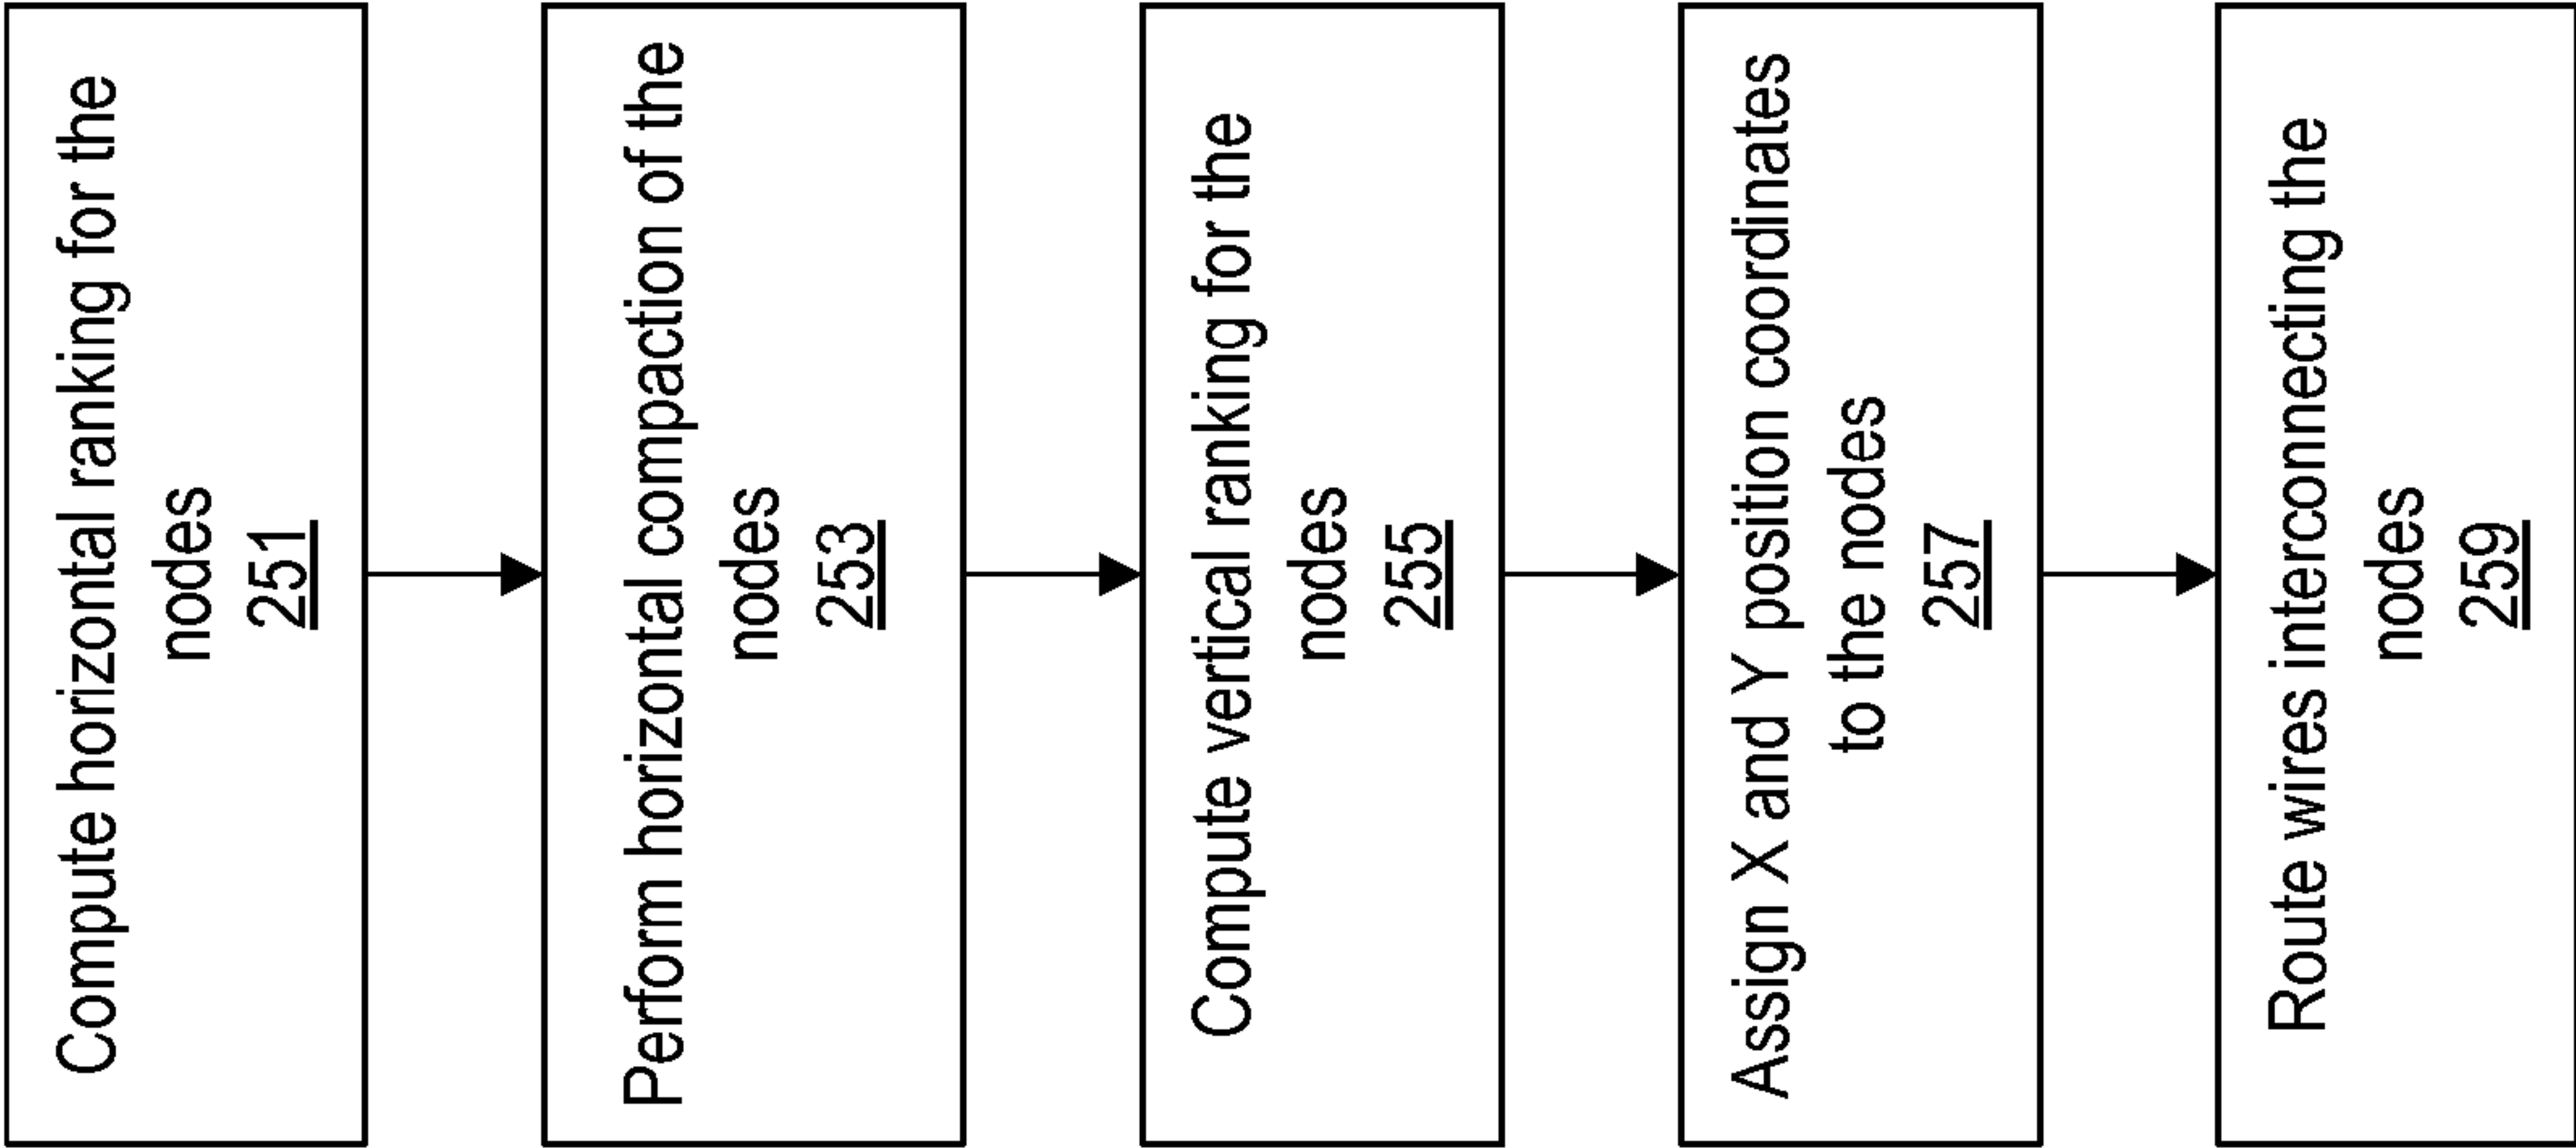 Compute horizontal ranking for the
nodes
251
Perform horizontal compaction of the
nodes
253
Compute vertical ranking for the
nodes
255
Assign X and Y position coordinates
to the nodes
257
Route wires interconnecting the
nodes
259